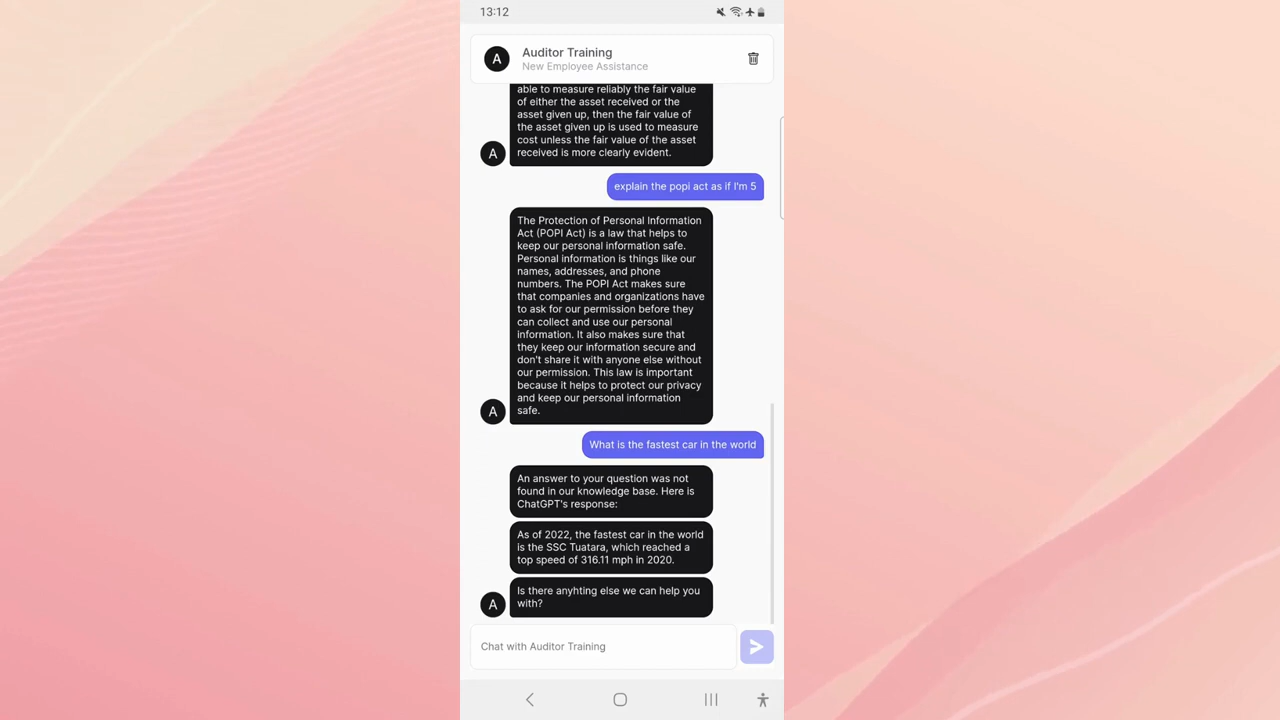 13:12
A
Auditor Training
New Employee Assistance
able to measure reliably the fair value
of either the asset received or the
asset given up, then the fair value of
the asset given up is used to measure
cost unless the fair value of the asset
received is more clearly evident.
A
explain the popi act as if I'm 5
The Protection of Personal Information
Act (POPI Act) is a law that helps to
keep our personal information safe.
Personal information is things like our
names, addresses, and phone
numbers. The POPI Act makes sure
that companies and organizations have
to ask for our permission before they
can collect and use our personal
information. It also makes sure that
they keep our information secure and
don't share it with anyone else without
our permission. This law is important
because it helps to protect our privacy
and keep our personal information
safe.
A
What is the fastest car in the world
An answer to your question was not
found in our knowledge base. Here is
ChatGPT's response:
As of 2022, the fastest car in the world
is the SSC Tuatara, which reached a
top speed of 316.11 mph in 2020.
Is there anyhting else we can help you
with?
A
Chat with Auditor Training